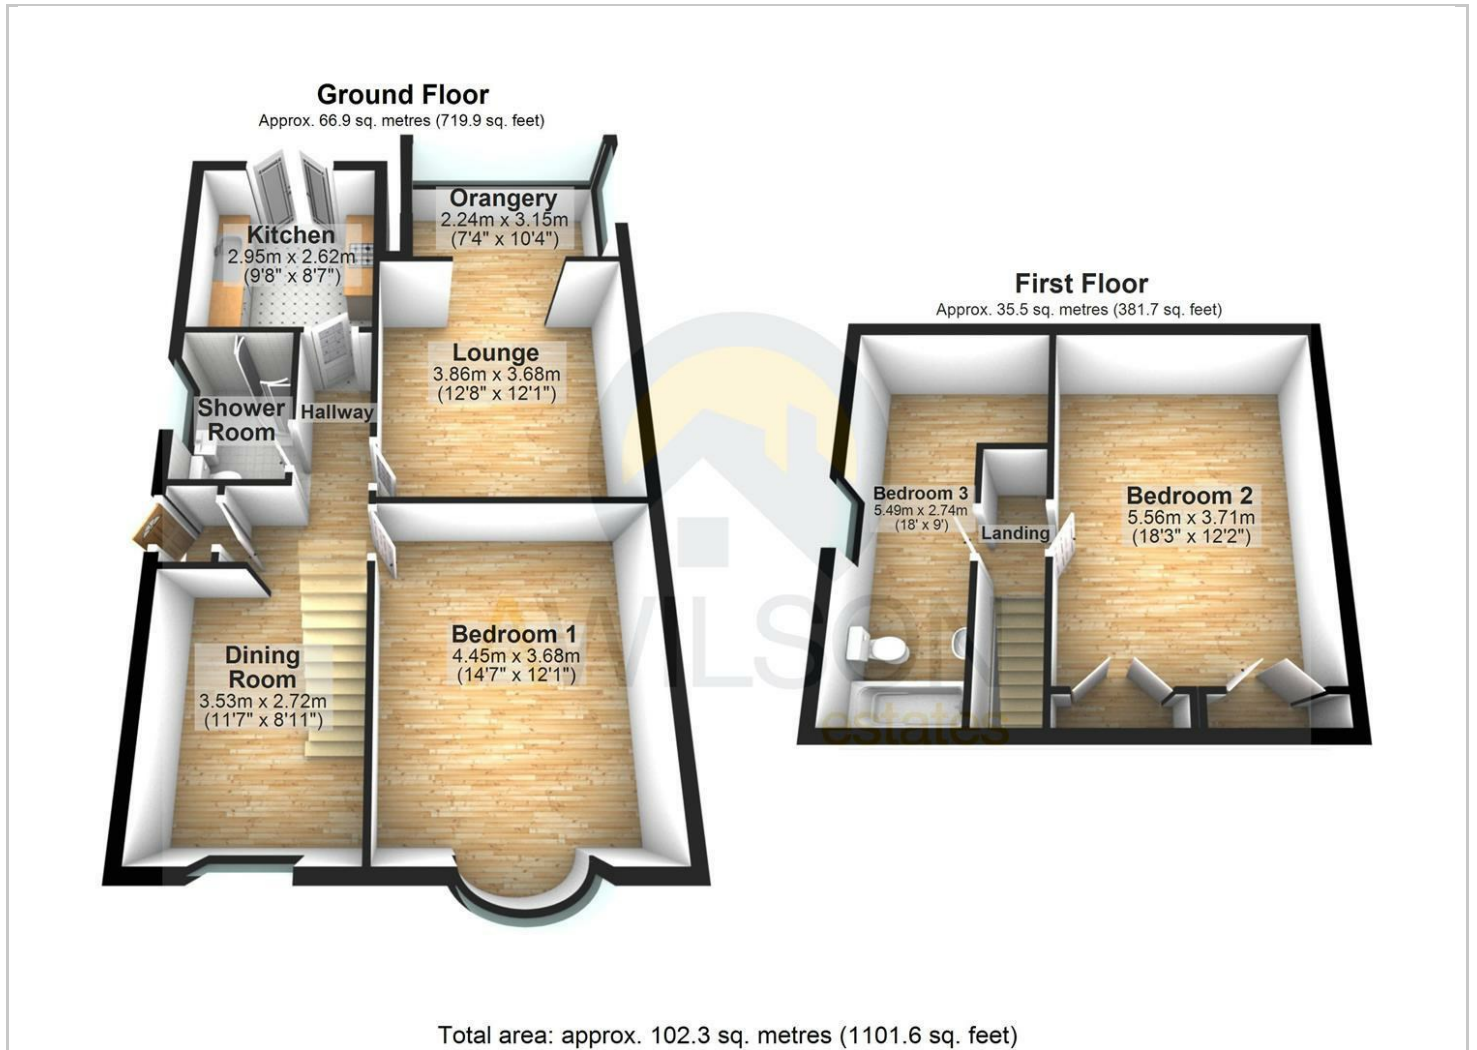 Ground Floor
Approx. 66.9 sq. metres (719.9 sq. feet)
Orangery
2.24m x 3.15m
(7'4" x 10'4")
Kitchen
2.95m x 2.62m
(9'8" x 8'7")
Lounge
3.86m x 3.68m
(12'8" x 12'1")
Shower
Room
Hallway
Bedroom 1
4.45m x 3.68m
(14'7" x 12'1")
Dining
Room
3.53m x 2.72m
(11'7" x 8'11")
First Floor
Approx. 35.5 sq. metres (381.7 sq. feet)
Bedroom 3
5.49m x 2.74m
(18' x 9')
Landing
Bedroom 2
5.56m x 3.71m
(18'3" x 12'2")
AWILSON
estates
Total area: approx. 102.3 sq. metres (1101.6 sq. feet)